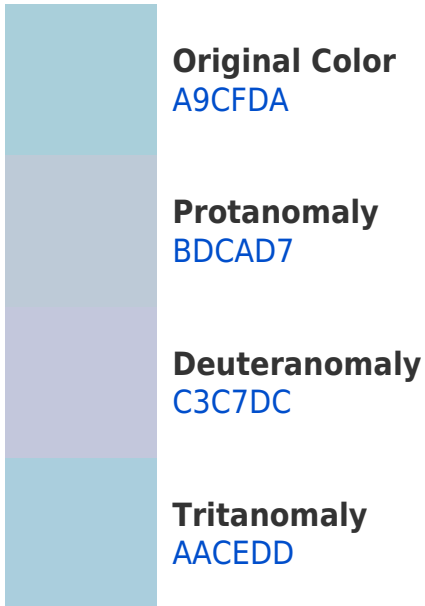 Original Color
A9CFDA
Protanomaly
BDCAD7
Deuteranomaly
C3C7DC
Tritanomaly
AACEDD